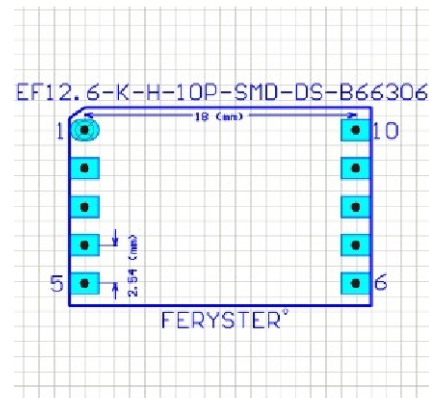 EF12.6-K-H-10P-SMD-DS-B66306
18 (mm)
1
10
2.54 (mm)
5
6
FERYSTER®